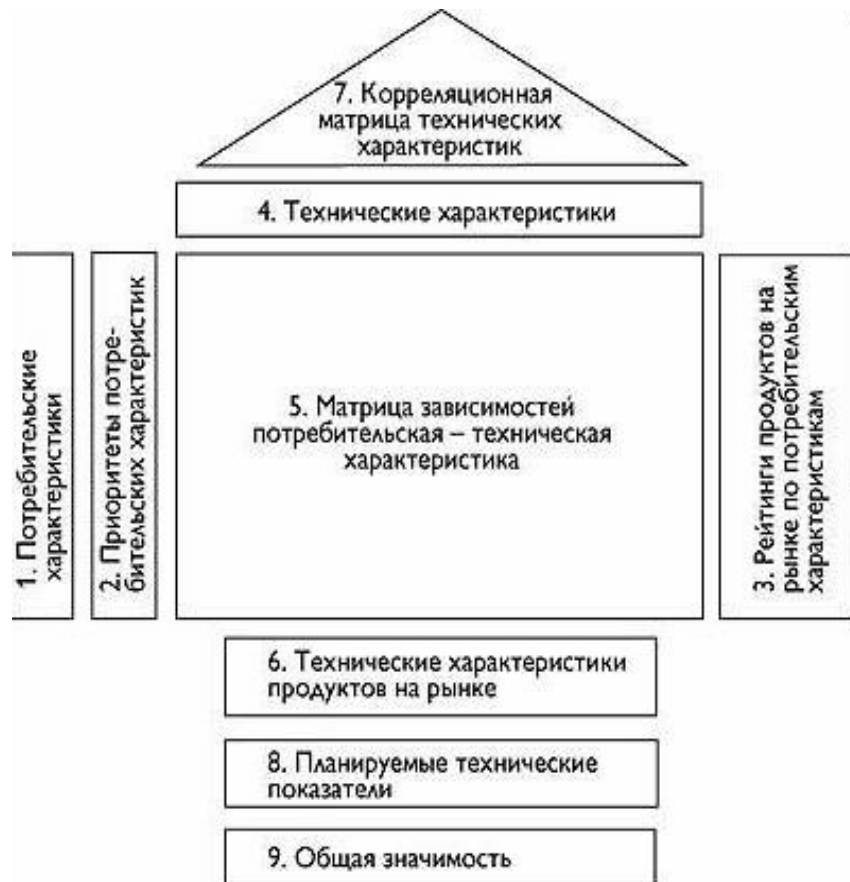 7. Корреляционная
матрица технических
характеристик
4. Технические характеристики
1. Потребительские
характеристики
2. Приоритеты потре-
бительских характеристик
5. Матрица зависимостей
потребительская – техническая
характеристика
3. Рейтинги продуктов на
рынке по потребительским
характеристикам
6. Технические характеристики
продуктов на рынке
8. Планируемые технические
показатели
9. Общая значимость